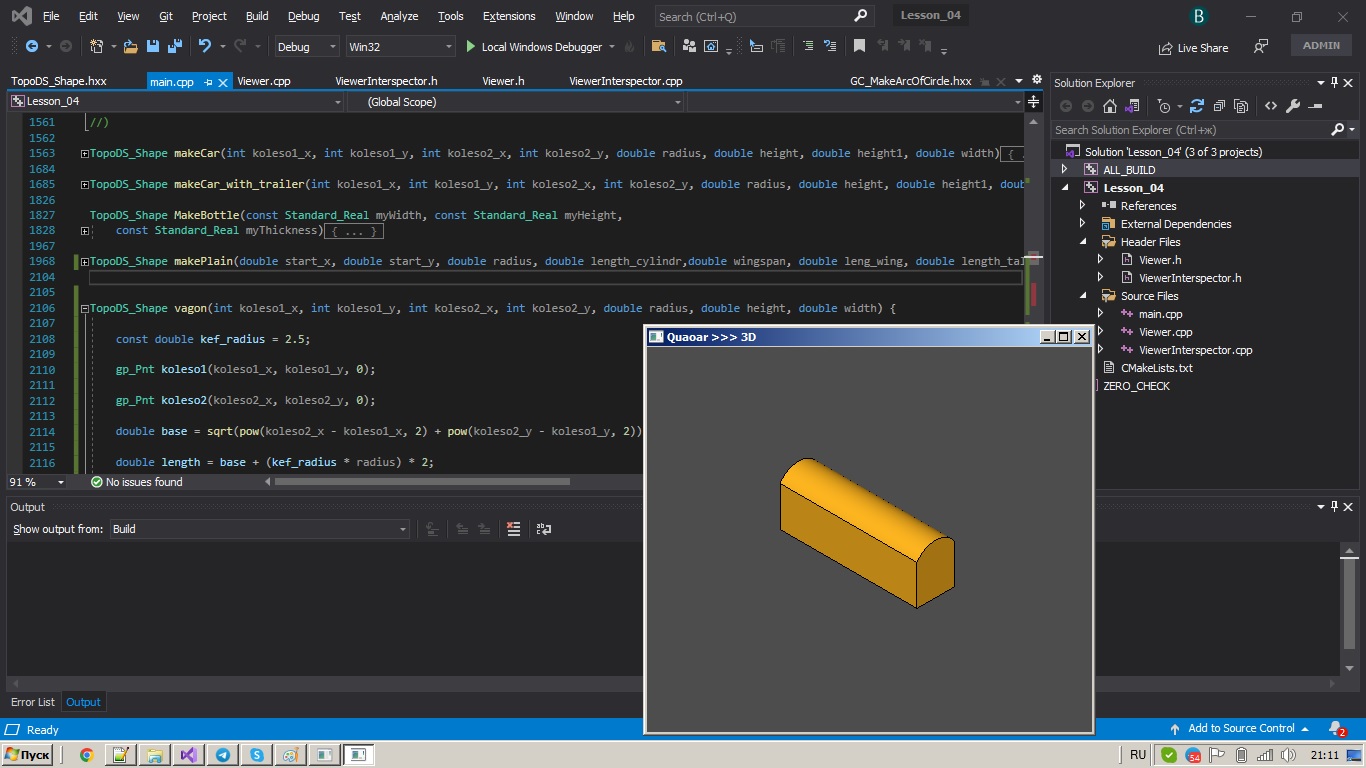 File Edit View Git Project Build Debug Test Analyze Tools Extensions Window Help Search (Ctrl+Q) Lesson_04 B
Debug Win32 Local Windows Debugger Live Share ADMIN
TopoDS_Shape.hxx main.cpp Viewer.cpp ViewerInterspector.h Viewer.h ViewerInterspector.cpp GC_MakeArcOfCircle.hxx
Lesson_04 (Global Scope)
1561 //)
1562
1563 TopoDS_Shape makeCar(int koleso1_x, int koleso1_y, int koleso2_x, int koleso2_y, double radius, double height, double height1, double width) { .
1684
1685 TopoDS_Shape makeCar_with_trailer(int koleso1_x, int koleso1_y, int koleso2_x, int koleso2_y, double radius, double height, double height1, doub
1826
1827 TopoDS_Shape MakeBottle(const Standard_Real myWidth, const Standard_Real myHeight,
1828 const Standard_Real myThickness) { ... }
1967
1968 TopoDS_Shape makePlain(double start_x, double start_y, double radius, double length_cylindr,double wingspan, double leng_wing, double length_tai
2104
2105
2106 TopoDS_Shape vagon(int koleso1_x, int koleso1_y, int koleso2_x, int koleso2_y, double radius, double height, double width) {
2107
2108 const double kef_radius = 2.5;
2109
2110 gp_Pnt koleso1(koleso1_x, koleso1_y, 0);
2111
2112 gp_Pnt koleso2(koleso2_x, koleso2_y, 0);
2113
2114 double base = sqrt(pow(koleso2_x - koleso1_x, 2) + pow(koleso2_y - koleso1_y, 2))
2115
2116 double length = base + (kef_radius * radius) * 2;
91 % No issues found
Output
Show output from: Build
Error List Output
Ready Add to Source Control 2
Quaoar >>> 3D
Solution Explorer
Search Solution Explorer (Ctrl+ж)
Solution 'Lesson_04' (3 of 3 projects)
ALL_BUILD
Lesson_04
References
External Dependencies
Header Files
Viewer.h
ViewerInterspector.h
Source Files
main.cpp
Viewer.cpp
ViewerInterspector.cpp
CMakeLists.txt
ZERO_CHECK
Пуск RU 54 21:11